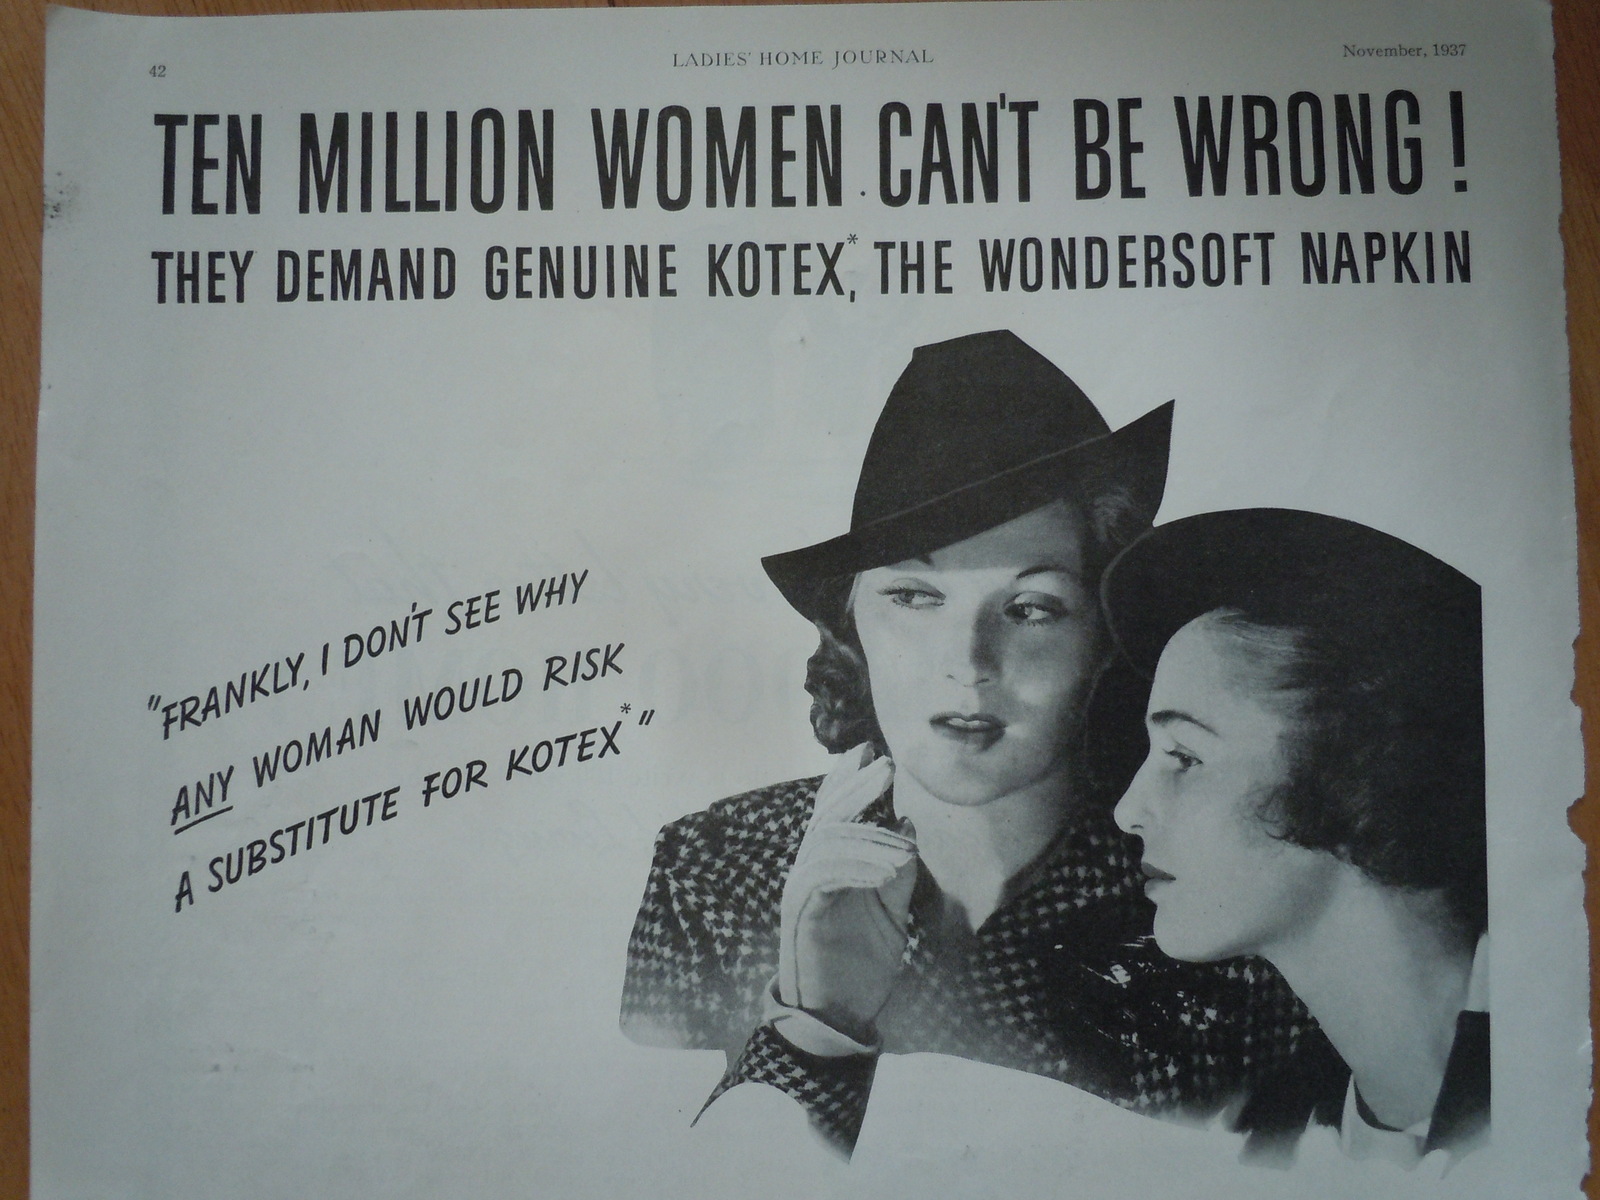 42
LADIES' HOME JOURNAL
November, 1937
TEN MILLION WOMEN CAN'T BE WRONG!
THEY DEMAND GENUINE KOTEX*, THE WONDERSOFT NAPKIN
"FRANKLY, I DON'T SEE WHY
ANY WOMAN WOULD RISK
A SUBSTITUTE FOR KOTEX*"